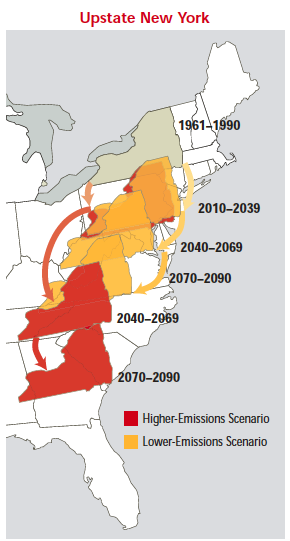 Upstate New York
1961–1990
2010–2039
2040–2069
2070–2090
2040–2069
2070–2090
Higher-Emissions Scenario
Lower-Emissions Scenario